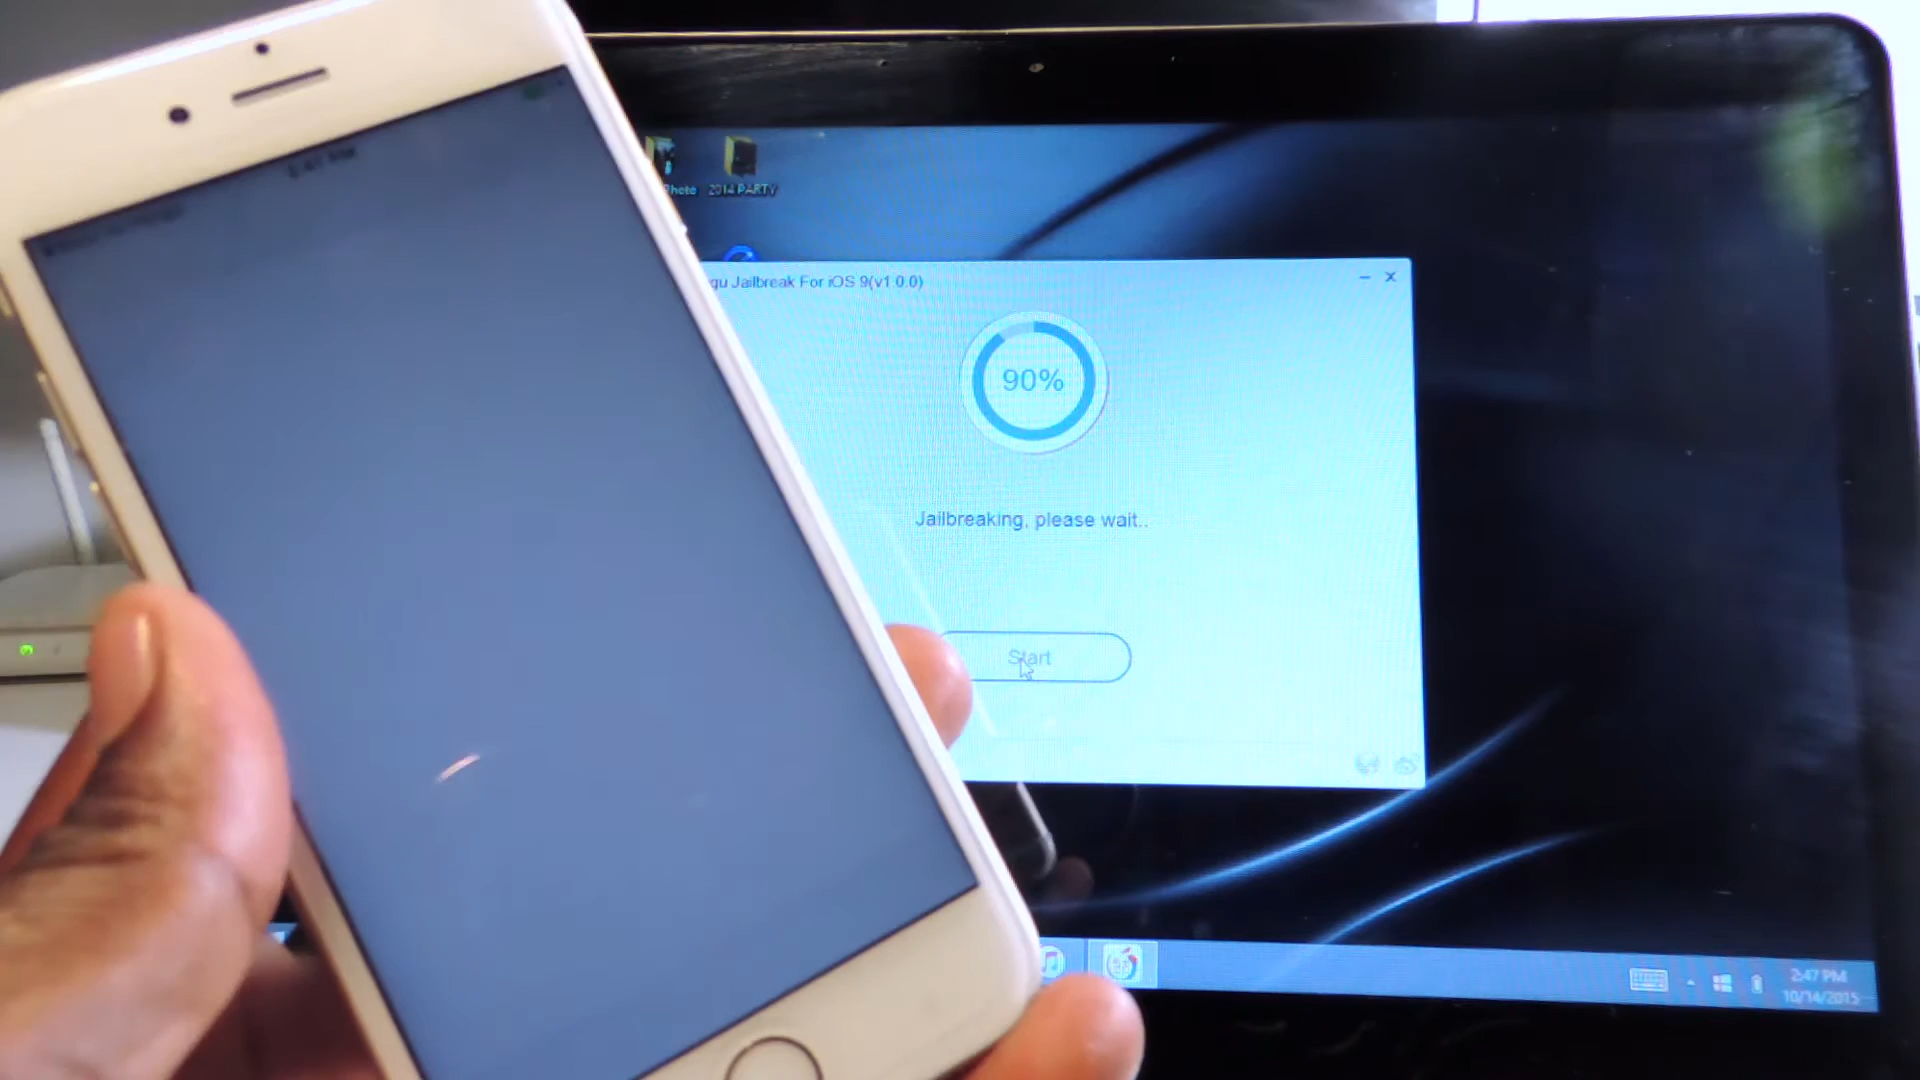 Photo
2014 PARTY
gu Jailbreak For iOS 9(v1.0.0)
90%
Jailbreaking, please wait..
Start
2:47 PM
10/14/2015